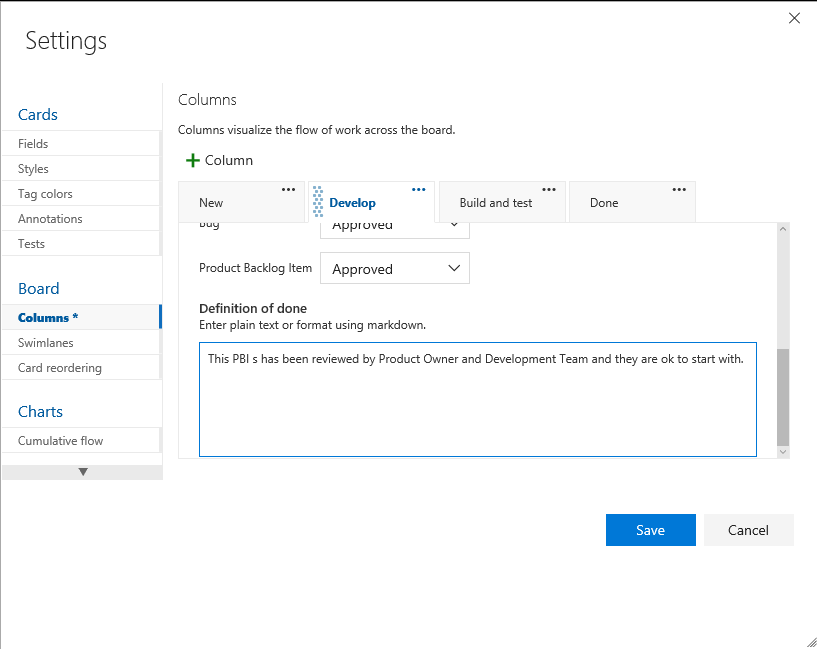 Settings
Cards
Fields
Styles
Tag colors
Annotations
Tests
Board
Columns *
Swimlanes
Card reordering
Charts
Cumulative flow
Columns
Columns visualize the flow of work across the board.
Column
New
Develop
Build and test
Done
Bug
Approved
Product Backlog Item
Approved
Definition of done
Enter plain text or format using markdown.
This PBI s has been reviewed by Product Owner and Development Team and they are ok to start with.
Save
Cancel